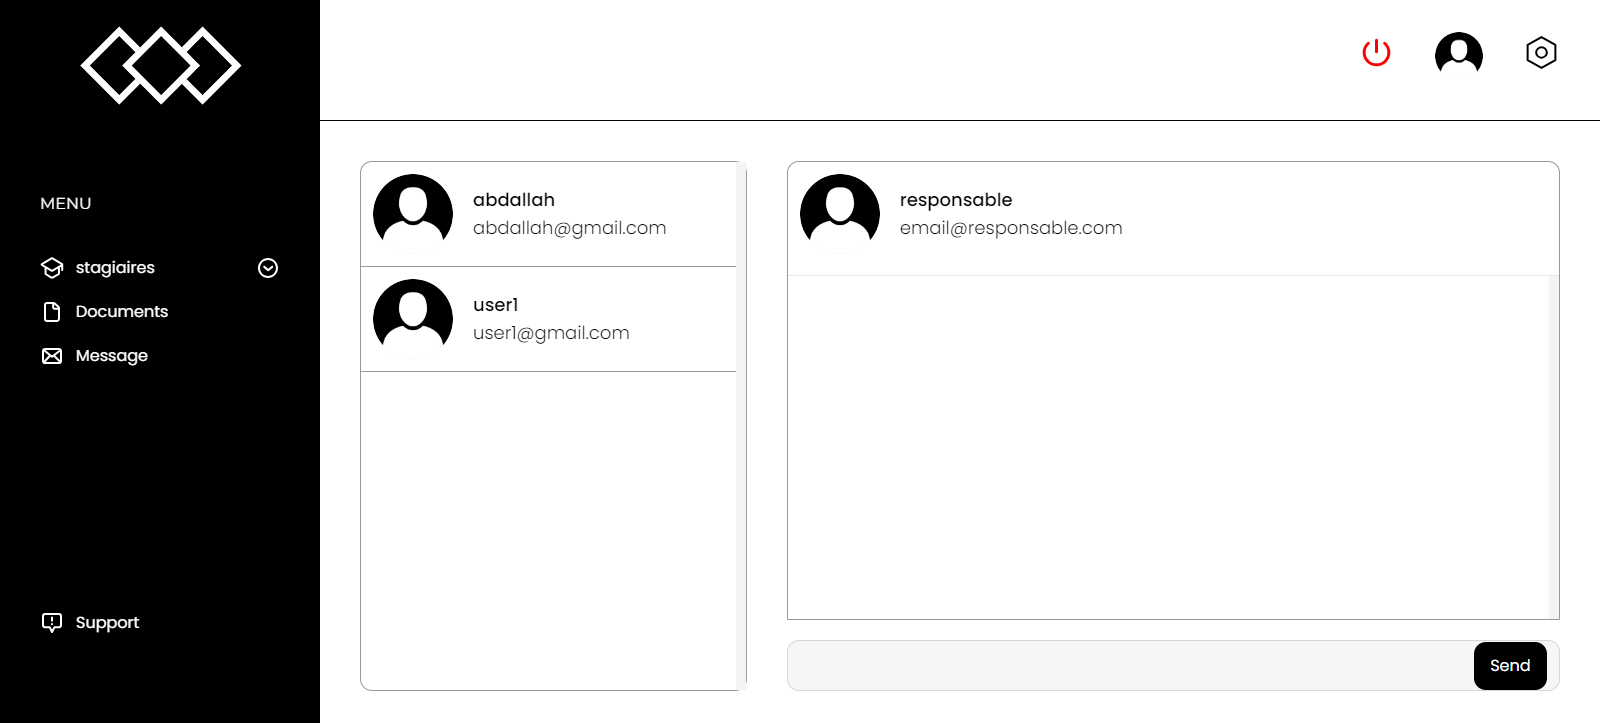 MENU
stagiaires
Documents
Message
Support
abdallah
abdallah@gmail.com
user1
user1@gmail.com
responsable
email@responsable.com
Send